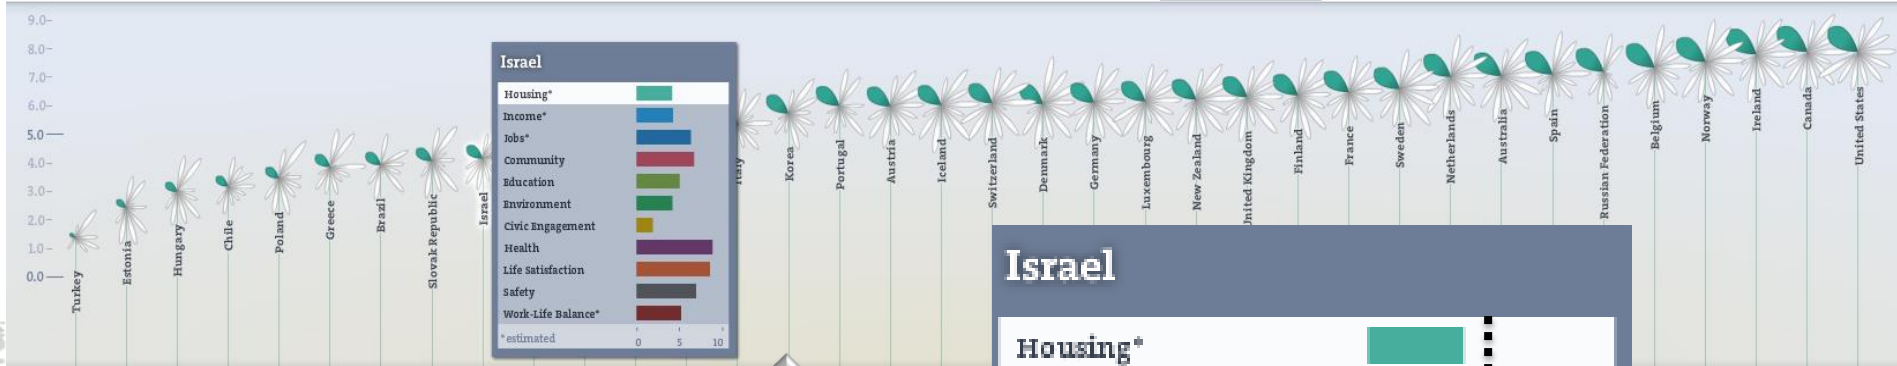 9.0
8.0
7.0
6.0
5.0
4.0
3.0
2.0
1.0
0.0
Turkey
Estonia
Hungary
Chile
Poland
Greece
Brazil
Slovak Republic
Israel
Israel
Housing*
Income*
Jobs*
Community
Education
Environment
Civic Engagement
Health
Life Satisfaction
Safety
Work-Life Balance*
*estimated
0 5 10
Italy
Korea
Portugal
Austria
Iceland
Switzerland
Denmark
Germany
Luxembourg
New Zealand
United Kingdom
Finland
France
Sweden
Netherlands
Australia
Spain
Russian Federation
Belgium
Norway
Ireland
Canada
United States
Israel
Housing*